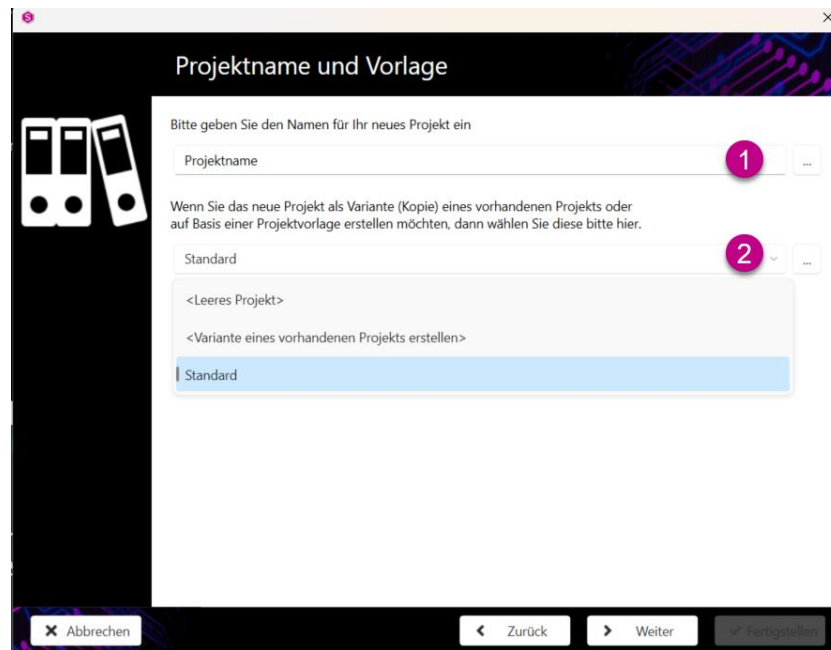 Projektname und Vorlage
Bitte geben Sie den Namen für Ihr neues Projekt ein
Projektname
1
...
Wenn Sie das neue Projekt als Variante (Kopie) eines vorhandenen Projekts oder
auf Basis einer Projektvorlage erstellen möchten, dann wählen Sie diese bitte hier.
Standard
2
...
<Leeres Projekt>
<Variante eines vorhandenen Projekts erstellen>
Standard
Abbrechen
Zurück
Weiter
Fertigstellen